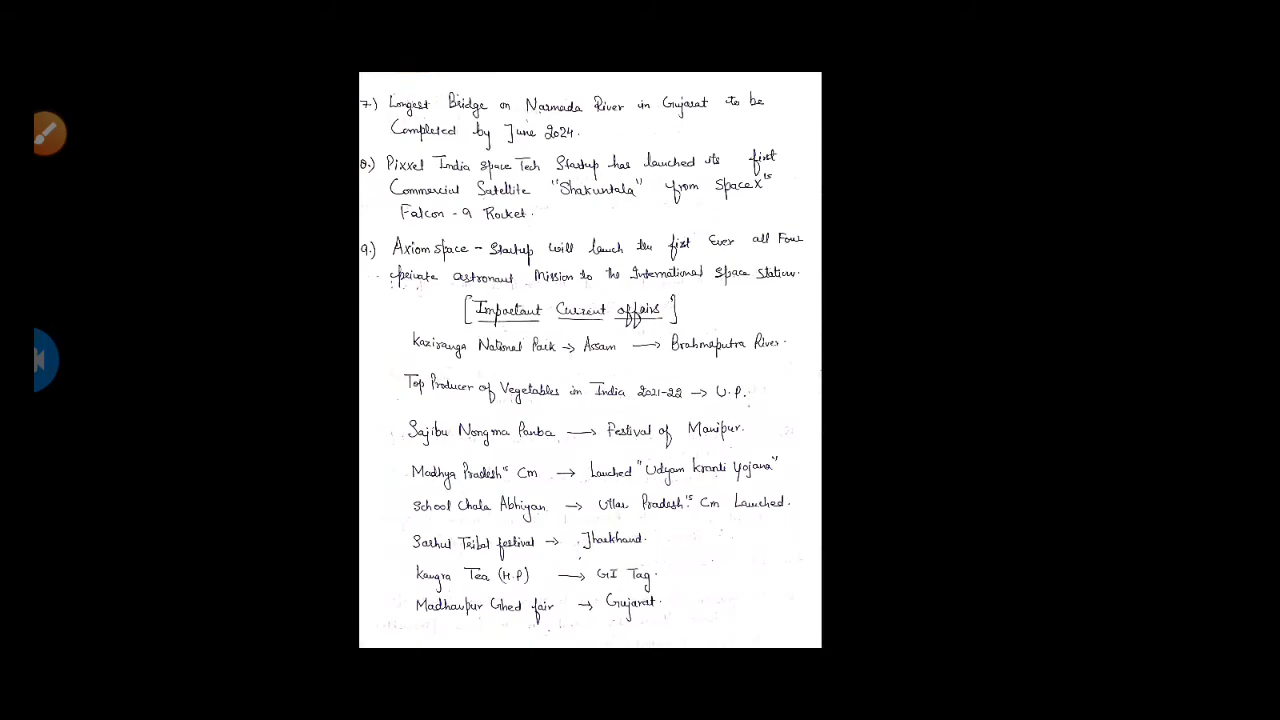 7.) Longest Bridge on Narmada River in Gujarat to be
Completed by June 2024.
8.) Pixxel India Space Tech Startup has lauched its first
Commercial Satellite "Shakuntala" from SpaceX's
Falcon - 9 Rocket.
9.) Axiom space - Startup will lauch the first Ever all Four
private astronaut Mission to the International Space Station.
[Important Current affairs]
Kaziranga National Park → Assam → Brahmaputra River.
Top Producer of Vegetables in India 2021-22 → U.P.
Sajibu Nongma Panba → Festival of Manipur.
Madhya Pradesh's Cm → Lauched "Udyam Kranti Yojana"
School Chala Abhiyan → Uttar Pradesh's Cm Lauched.
Sarhul Tribal festival → Jharkhand.
Kangra Tea (H.P) → GI Tag.
Madhavpur Ghed fair → Gujarat.